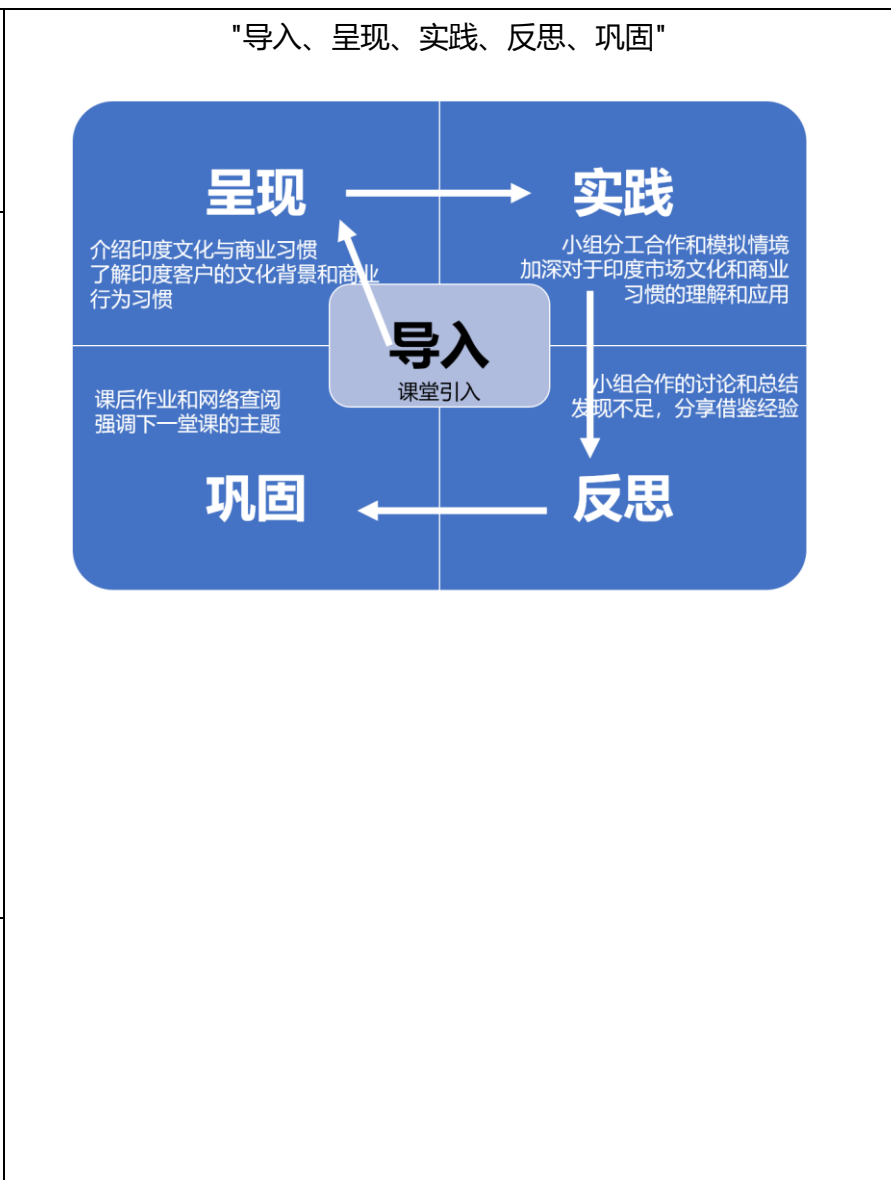 "导入、呈现、实践、反思、巩固"
呈现
介绍印度文化与商业习惯
了解印度客户的文化背景和商业
行为习惯
实践
小组分工合作和模拟情境
加深对于印度市场文化和商业
习惯的理解和应用
导入
课堂引入
课后作业和网络查阅
强调下一堂课的主题
巩固
小组合作的讨论和总结
发现不足，分享借鉴经验
反思